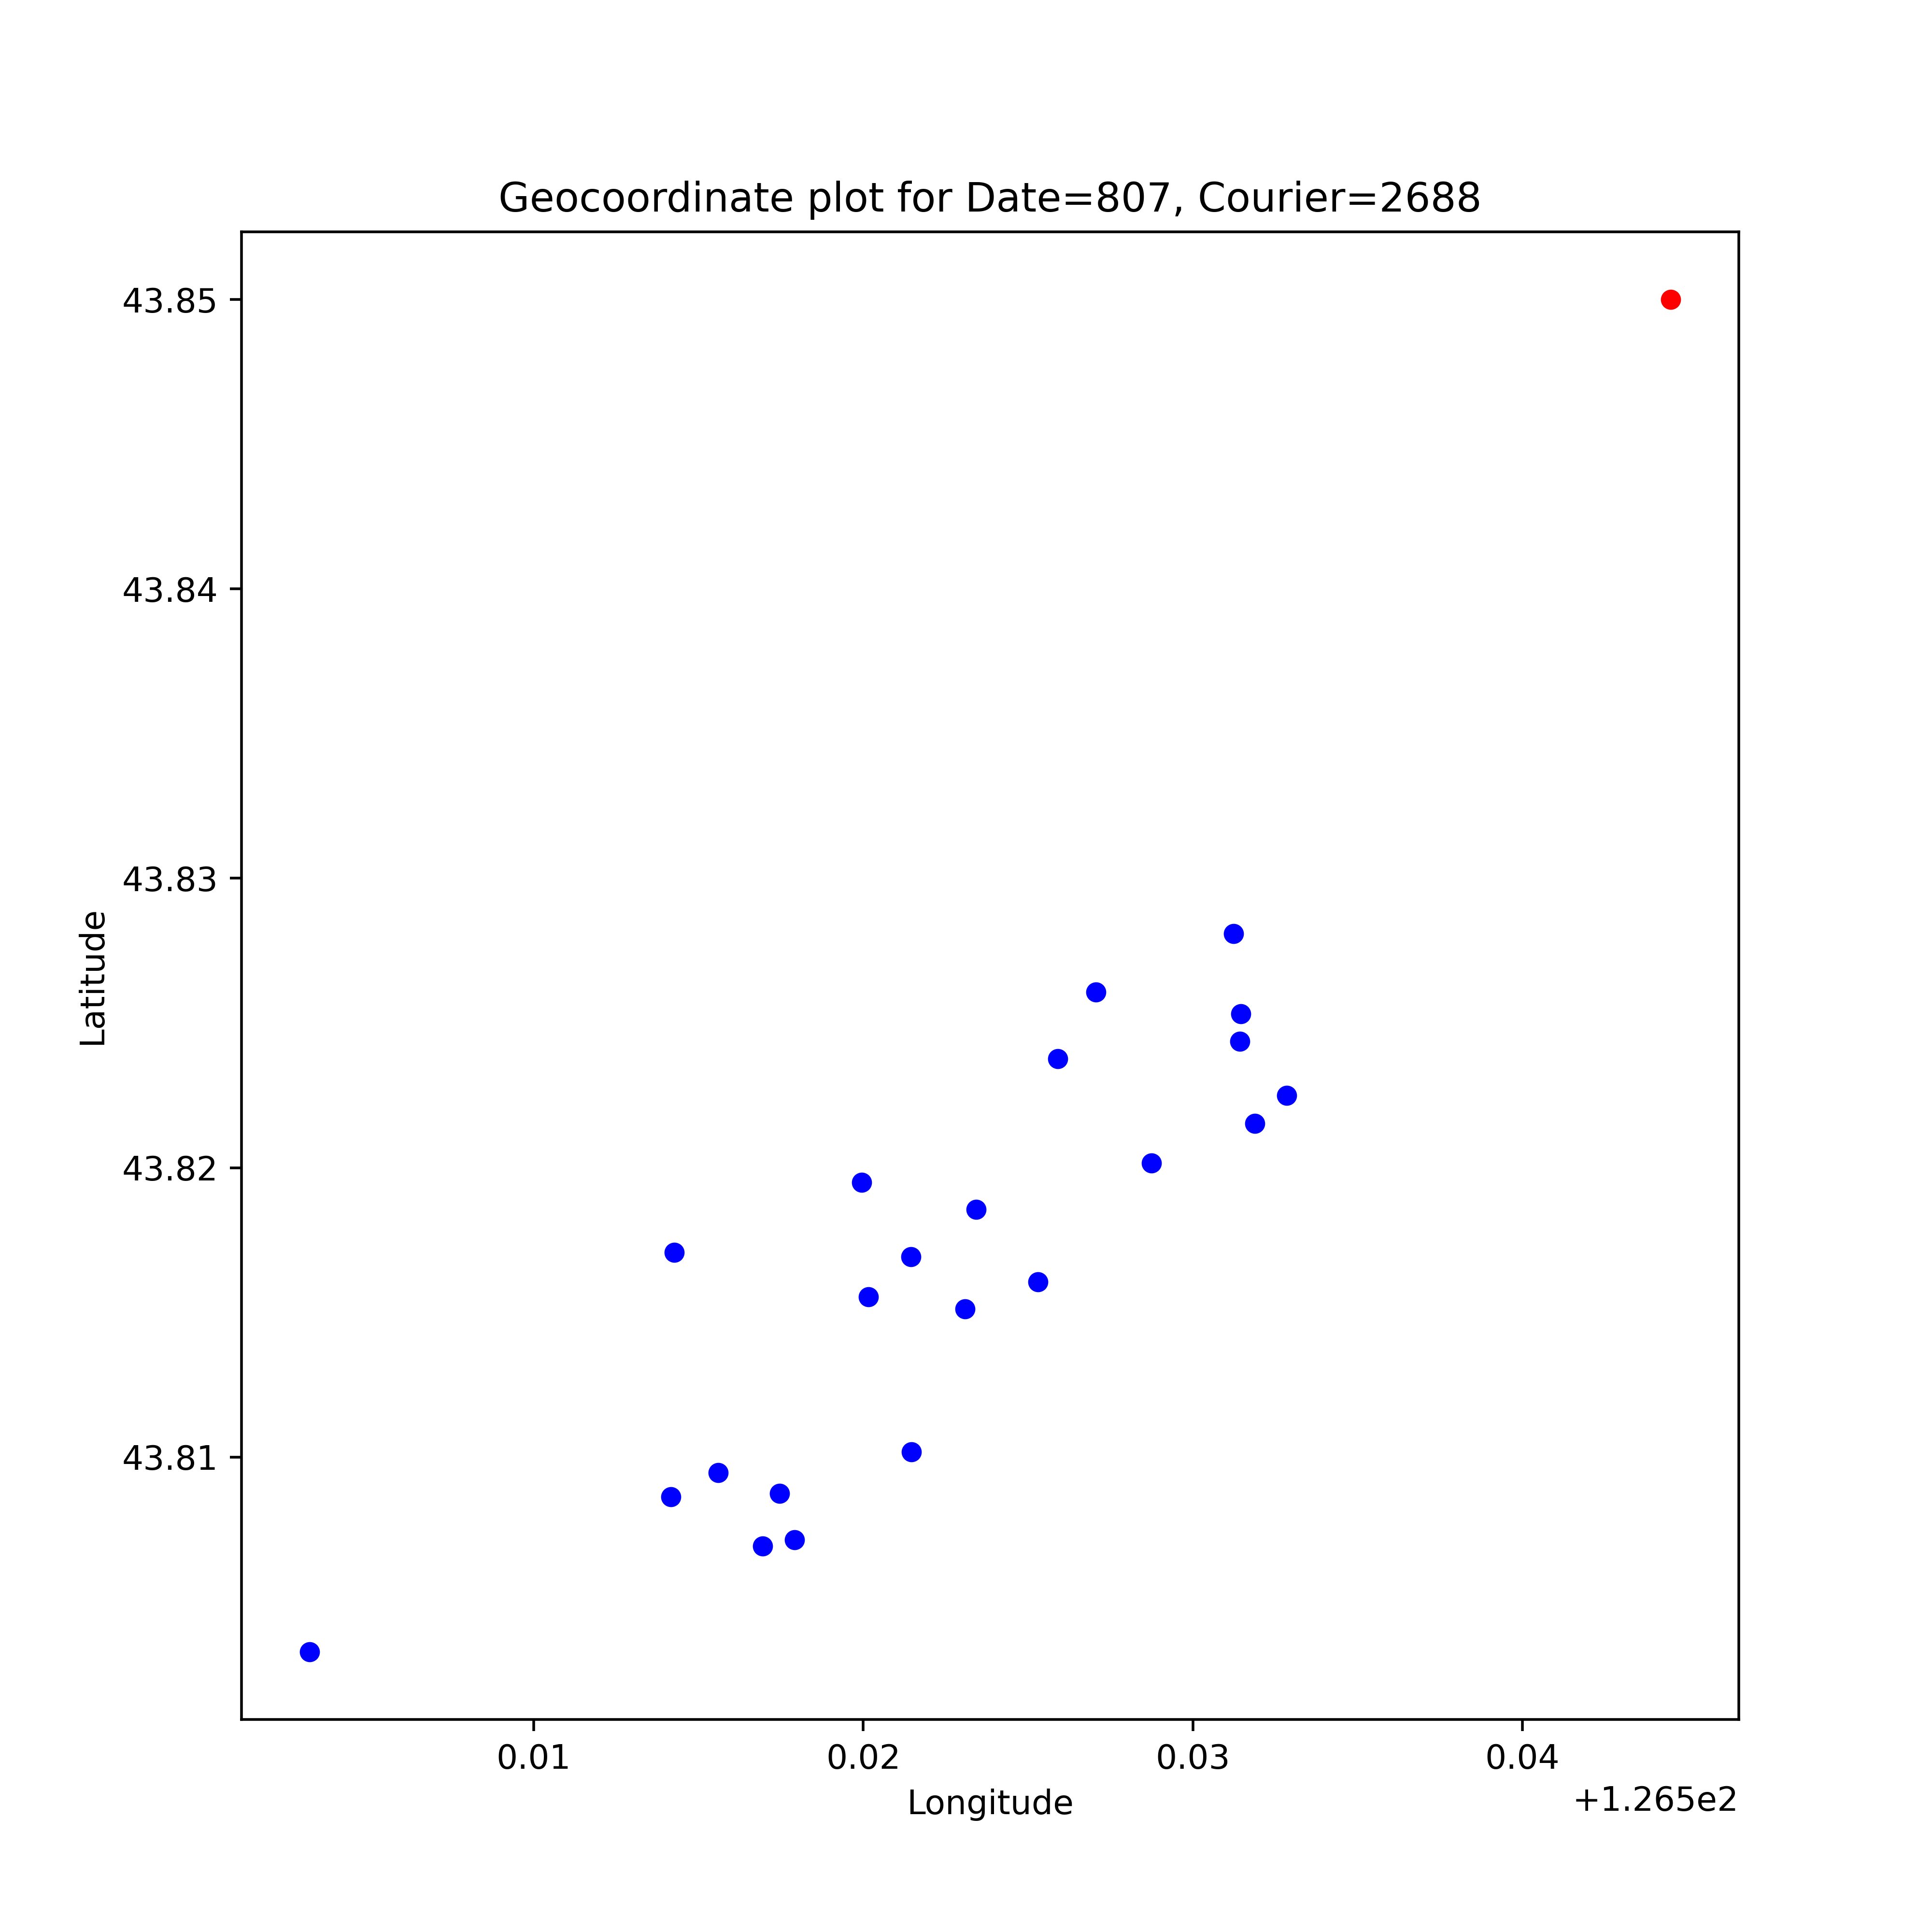 Geocoordinate plot for Date=807, Courier=2688
43.85
43.84
43.83
43.82
43.81
Latitude
0.01 0.02 0.03 0.04
+1.265e2
Longitude